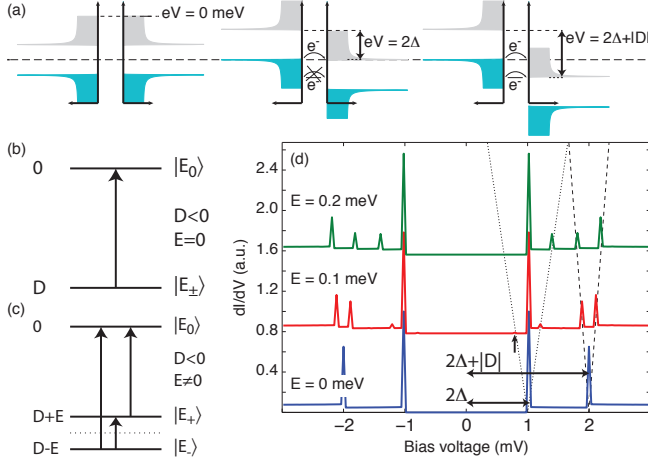 (a)
eV = 0 meV
e-
e-
eV = 2Δ
e-
e-
eV = 2Δ+|D|
(b)
0
|E0⟩
D<0
E=0
D
|E±⟩
(c)
0
|E0⟩
D<0
E≠0
D+E
|E+⟩
D-E
|E-⟩
(d)
2.4
2.0
1.6
1.2
0.8
0.4
dI/dV (a.u.)
E = 0.2 meV
E = 0.1 meV
E = 0 meV
2Δ+|D|
2Δ
−2
−1
0
1
2
Bias voltage (mV)